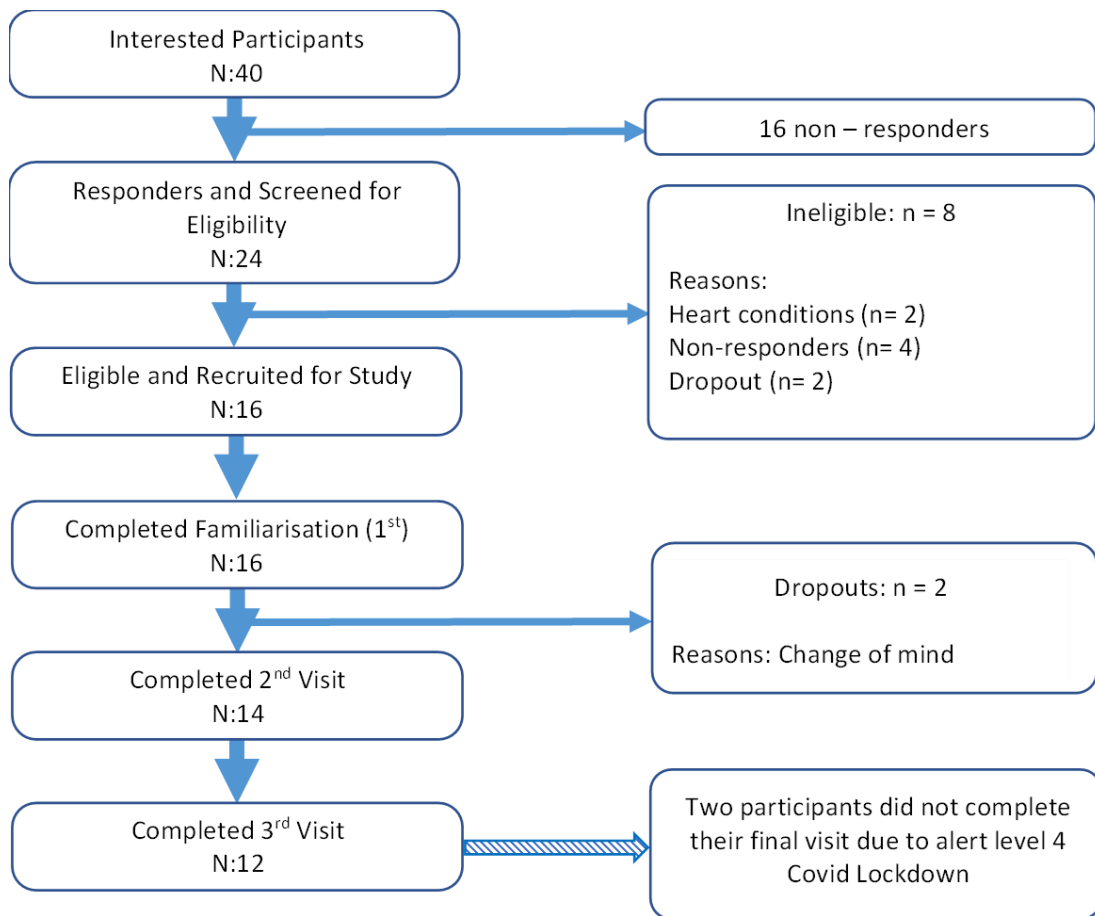 Interested Participants
N:40
16 non – responders
Responders and Screened for
Eligibility
N:24
Ineligible: n = 8
Reasons:
Heart conditions (n= 2)
Non-responders (n= 4)
Dropout (n= 2)
Eligible and Recruited for Study
N:16
Completed Familiarisation (1st)
N:16
Dropouts: n = 2
Reasons: Change of mind
Completed 2nd Visit
N:14
Completed 3rd Visit
N:12
Two participants did not complete
their final visit due to alert level 4
Covid Lockdown